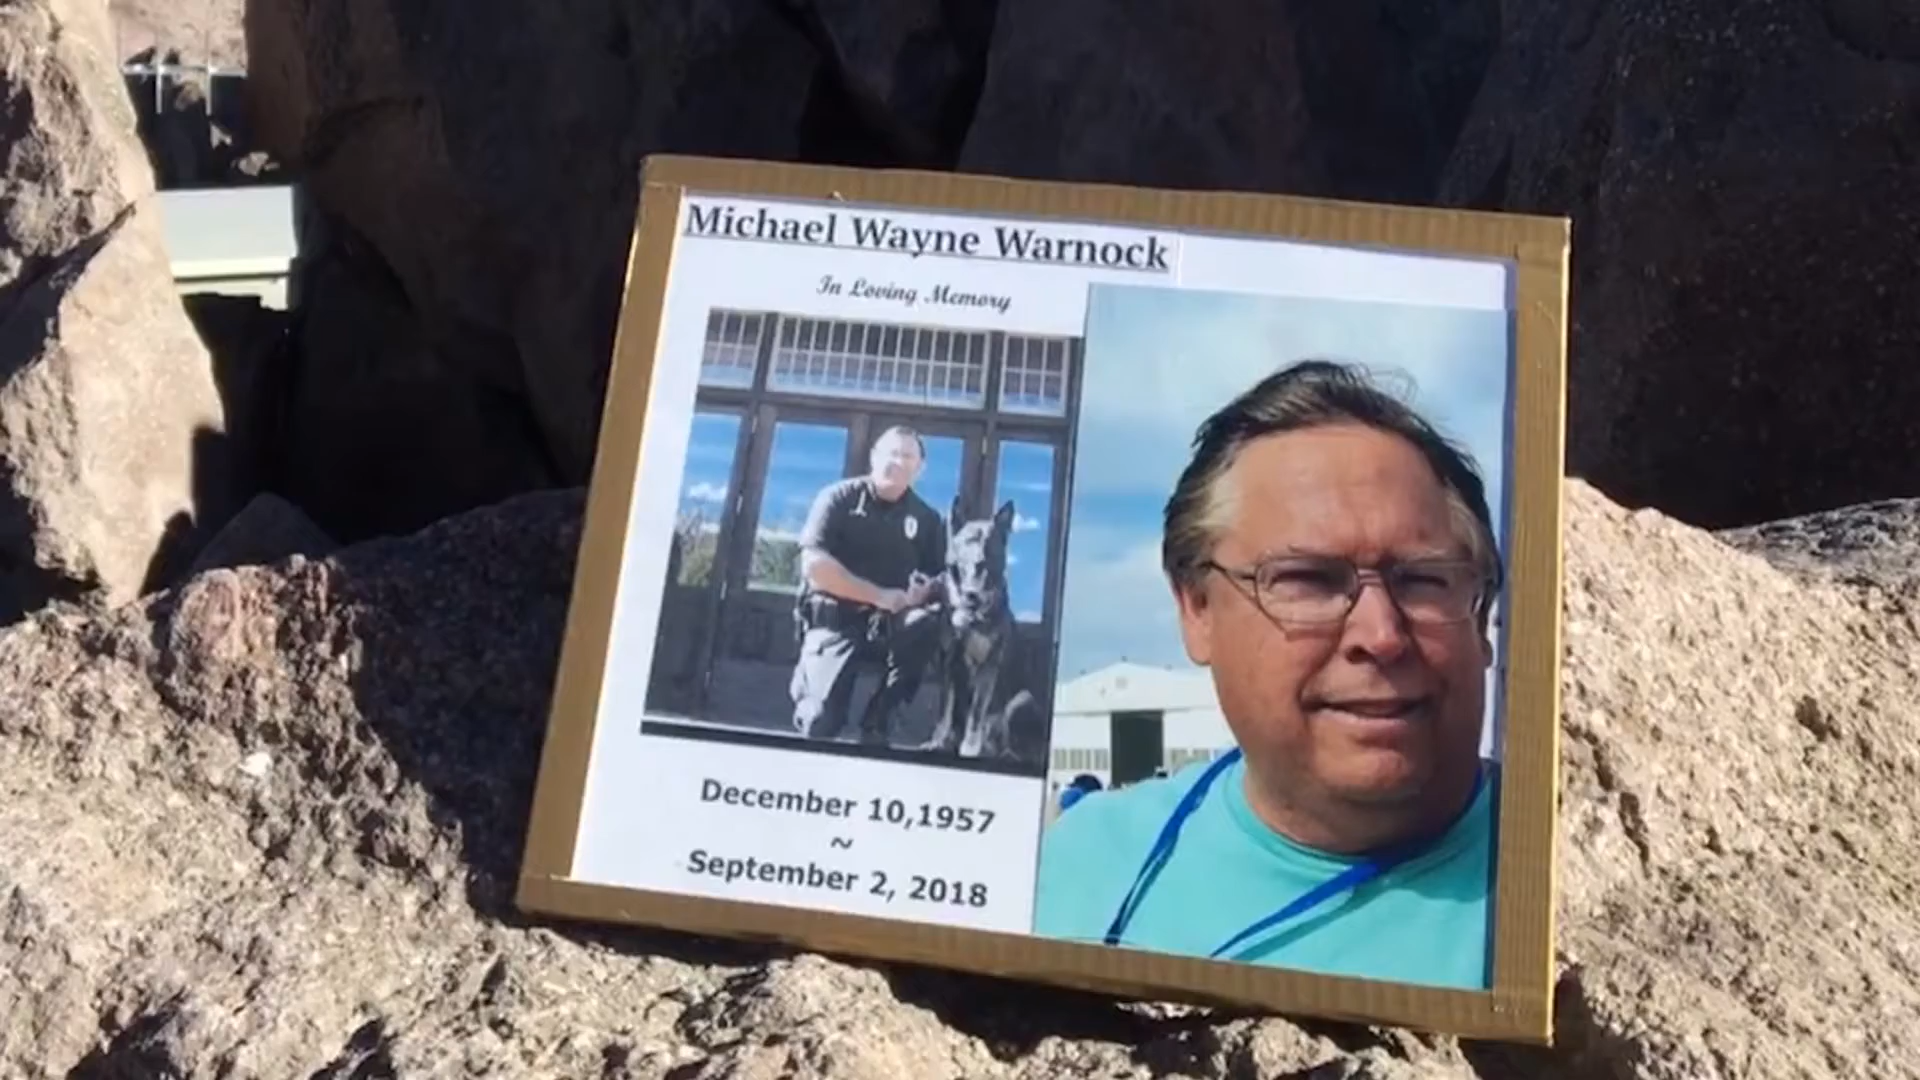 Michael Wayne Warnock
In Loving Memory
December 10,1957
~
September 2, 2018